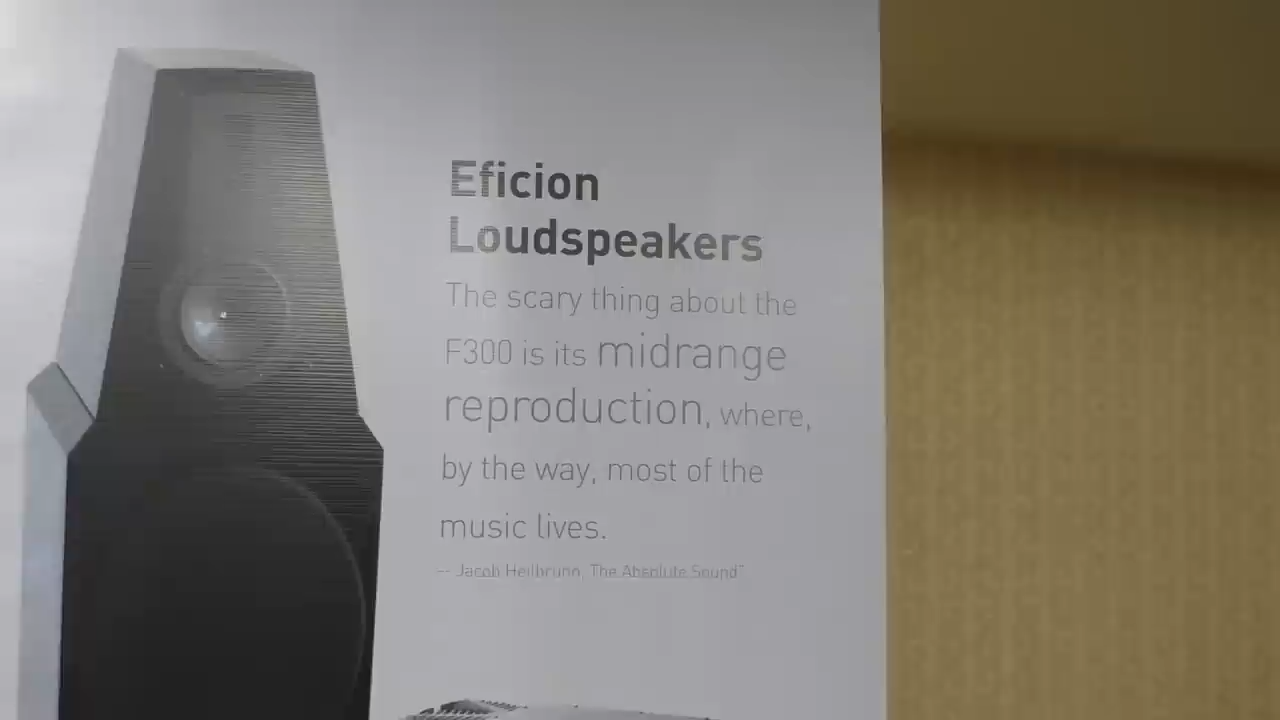 Eficion
Loudspeakers
The scary thing about the
F300 is its midrange
reproduction, where,
by the way, most of the
music lives.
-- Jacob Heilbrunn, The Absolute Sound™